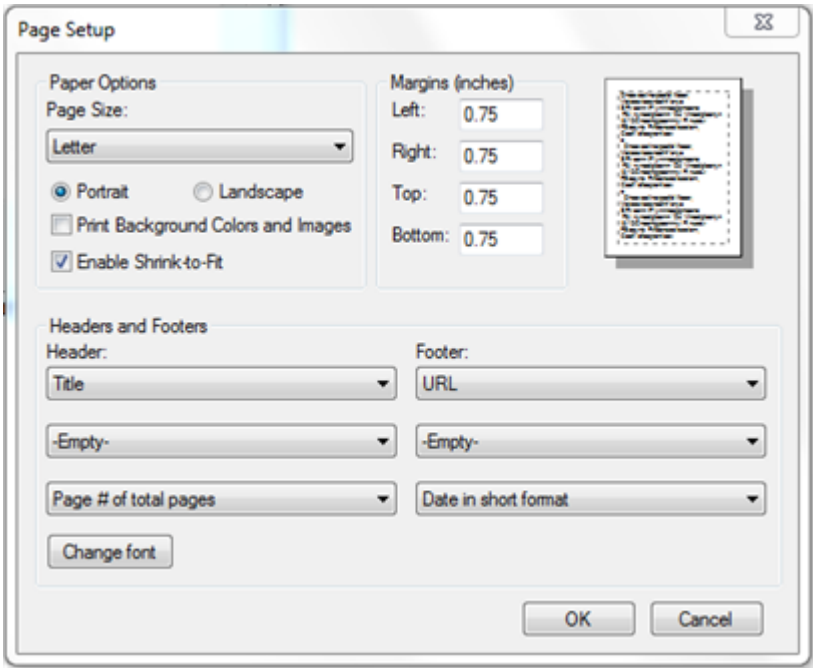 Page Setup
Paper Options
Page Size:
Letter
Portrait
Landscape
Print Background Colors and Images
Enable Shrink-to-Fit
Margins (inches)
Left: 0.75
Right: 0.75
Top: 0.75
Bottom: 0.75
Headers and Footers
Header:
Footer:
Title
URL
-Empty-
-Empty-
Page # of total pages
Date in short format
Change font
OK
Cancel